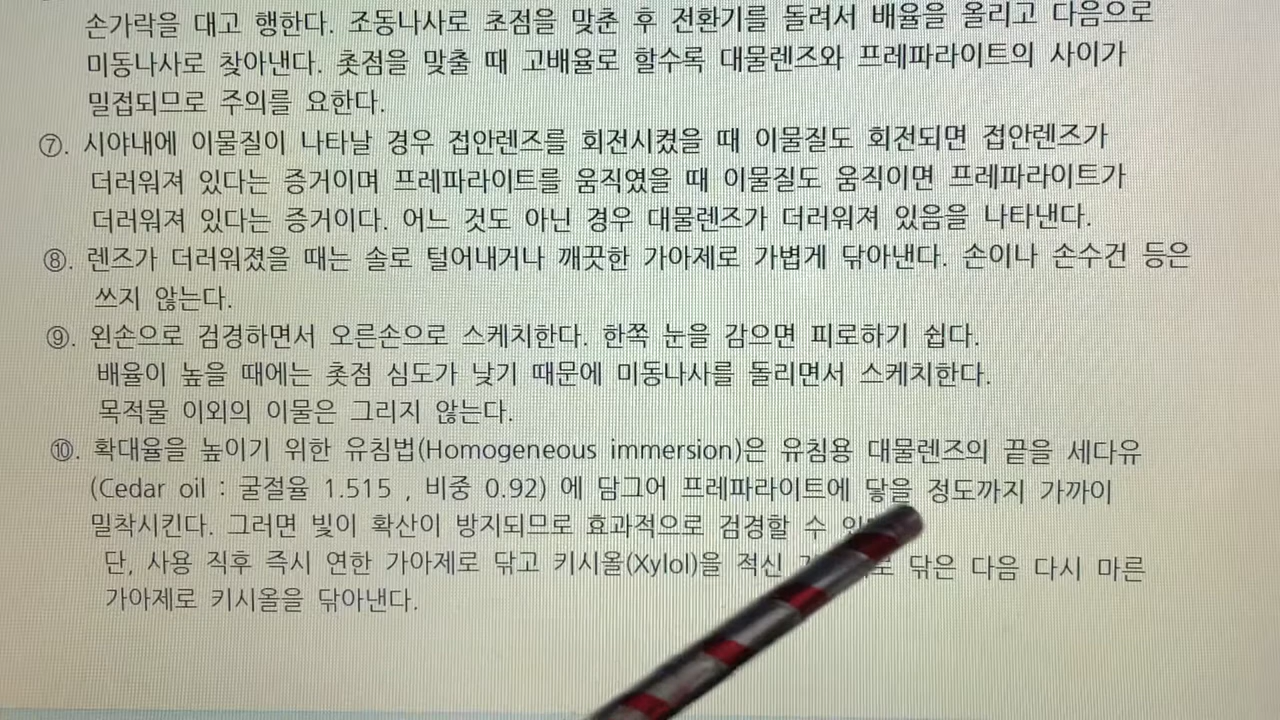 손가락을 대고 행한다. 조동나사로 초점을 맞춘 후 전환기를 돌려서 배율을 올리고 다음으로
미동나사로 찾아낸다. 촛점을 맞출 때 고배율로 할수록 대물렌즈와 프레파라이트의 사이가
밀접되므로 주의를 요한다.
⑦. 시야내에 이물질이 나타날 경우 접안렌즈를 회전시켰을 때 이물질도 회전되면 접안렌즈가
더러워져 있다는 증거이며 프레파라이트를 움직였을 때 이물질도 움직이면 프레파라이트가
더러워져 있다는 증거이다. 어느 것도 아닌 경우 대물렌즈가 더러워져 있음을 나타낸다.
⑧. 렌즈가 더러워졌을 때는 솔로 털어내거나 깨끗한 가아제로 가볍게 닦아낸다. 손이나 손수건 등은
쓰지 않는다.
⑨. 왼손으로 검경하면서 오른손으로 스케치한다. 한쪽 눈을 감으면 피로하기 쉽다.
배율이 높을 때에는 촛점 심도가 낮기 때문에 미동나사를 돌리면서 스케치한다.
목적물 이외의 이물은 그리지 않는다.
⑩. 확대율을 높이기 위한 유침법(Homogeneous immersion)은 유침용 대물렌즈의 끝을 세다유
(Cedar oil : 굴절율 1.515 , 비중 0.92) 에 담그어 프레파라이트에 닿을 정도까지 가까이
밀착시킨다. 그러면 빛이 확산이 방지되므로 효과적으로 검경할 수
단, 사용 직후 즉시 연한 가아제로 닦고 키시올(Xylol)을 적신 닦은 다음 다시 마른
가아제로 키시올을 닦아낸다.